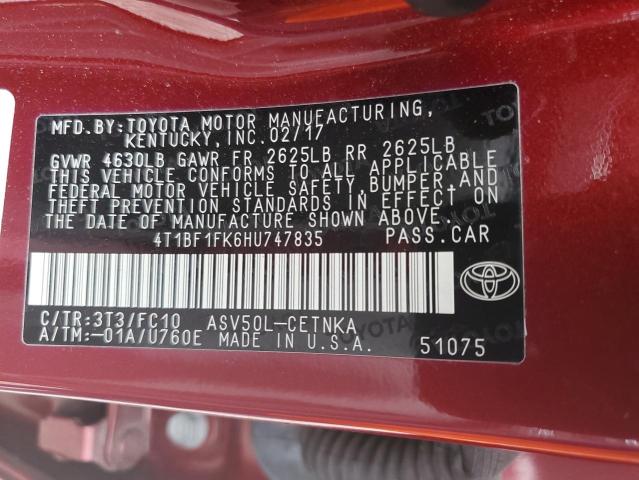 MFD.BY:TOYOTA MOTOR MANUFACTURING,
KENTUCKY, INC. 02/17
GVWR 4630LB GAWR FR 2625LB RR 2625LB
THIS VEHICLE CONFORMS TO ALL APPLICABLE
FEDERAL MOTOR VEHICLE SAFETY, BUMPER, AND
THEFT PREVENTION STANDARDS IN EFFECT ON
THE DATE OF MANUFACTURE SHOWN ABOVE.
4T1BF1FK6HU747835 PASS.CAR
C/TR:3T3/FC10 ASV50L-CETNKA
A/TM:-01A/U760E MADE IN U.S.A. 51075